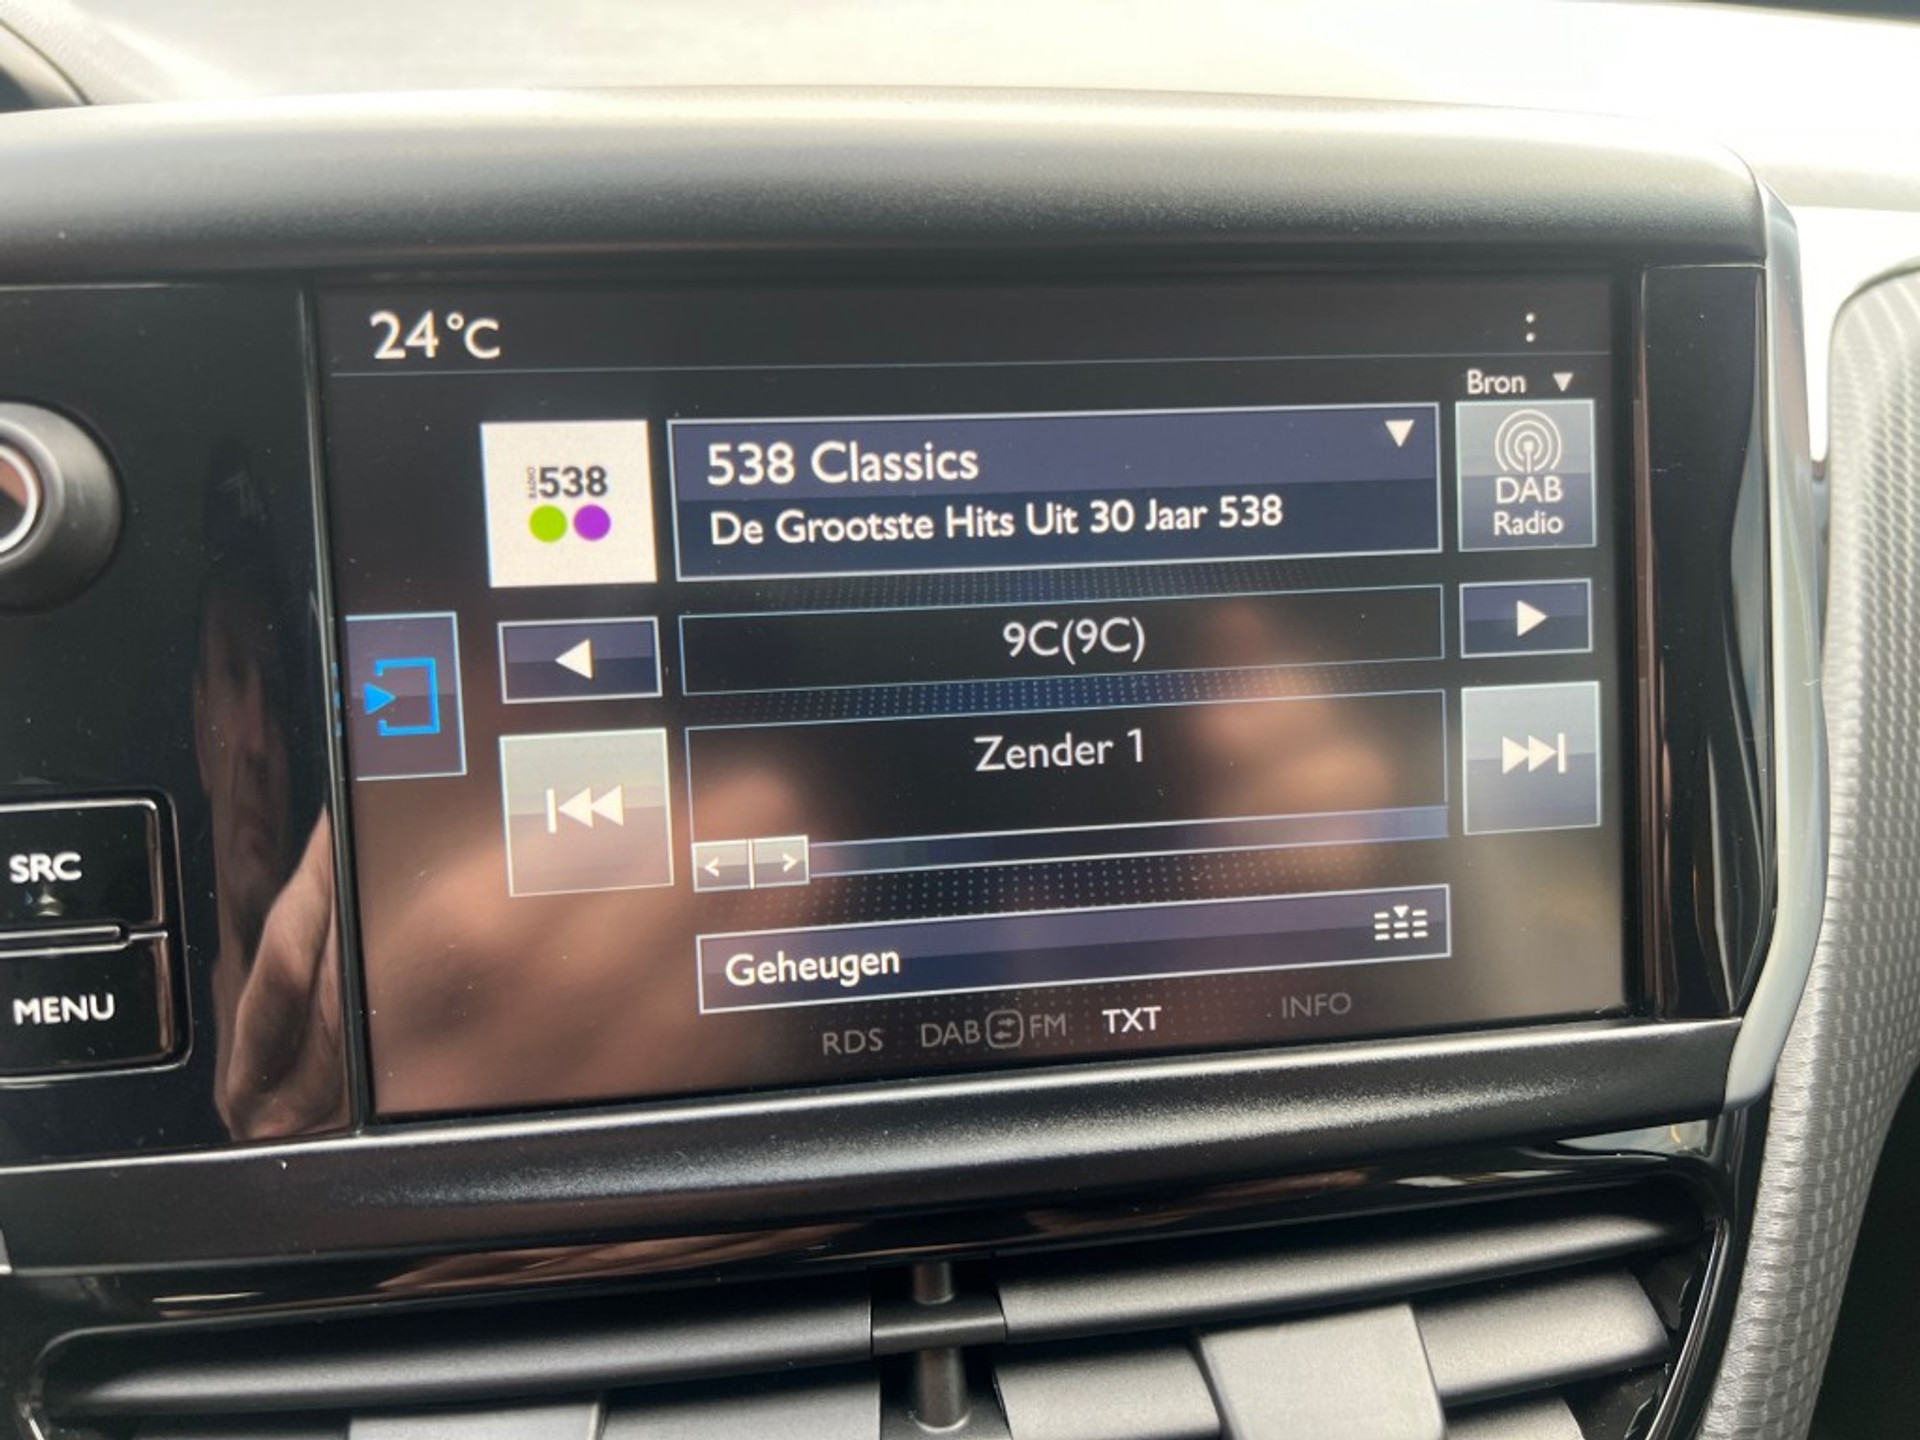 24°C
Bron
RADIO 538
538 Classics
De Grootste Hits Uit 30 Jaar 538
DAB
Radio
9C(9C)
Zender 1
SRC
Geheugen
MENU
RDS DAB FM TXT INFO